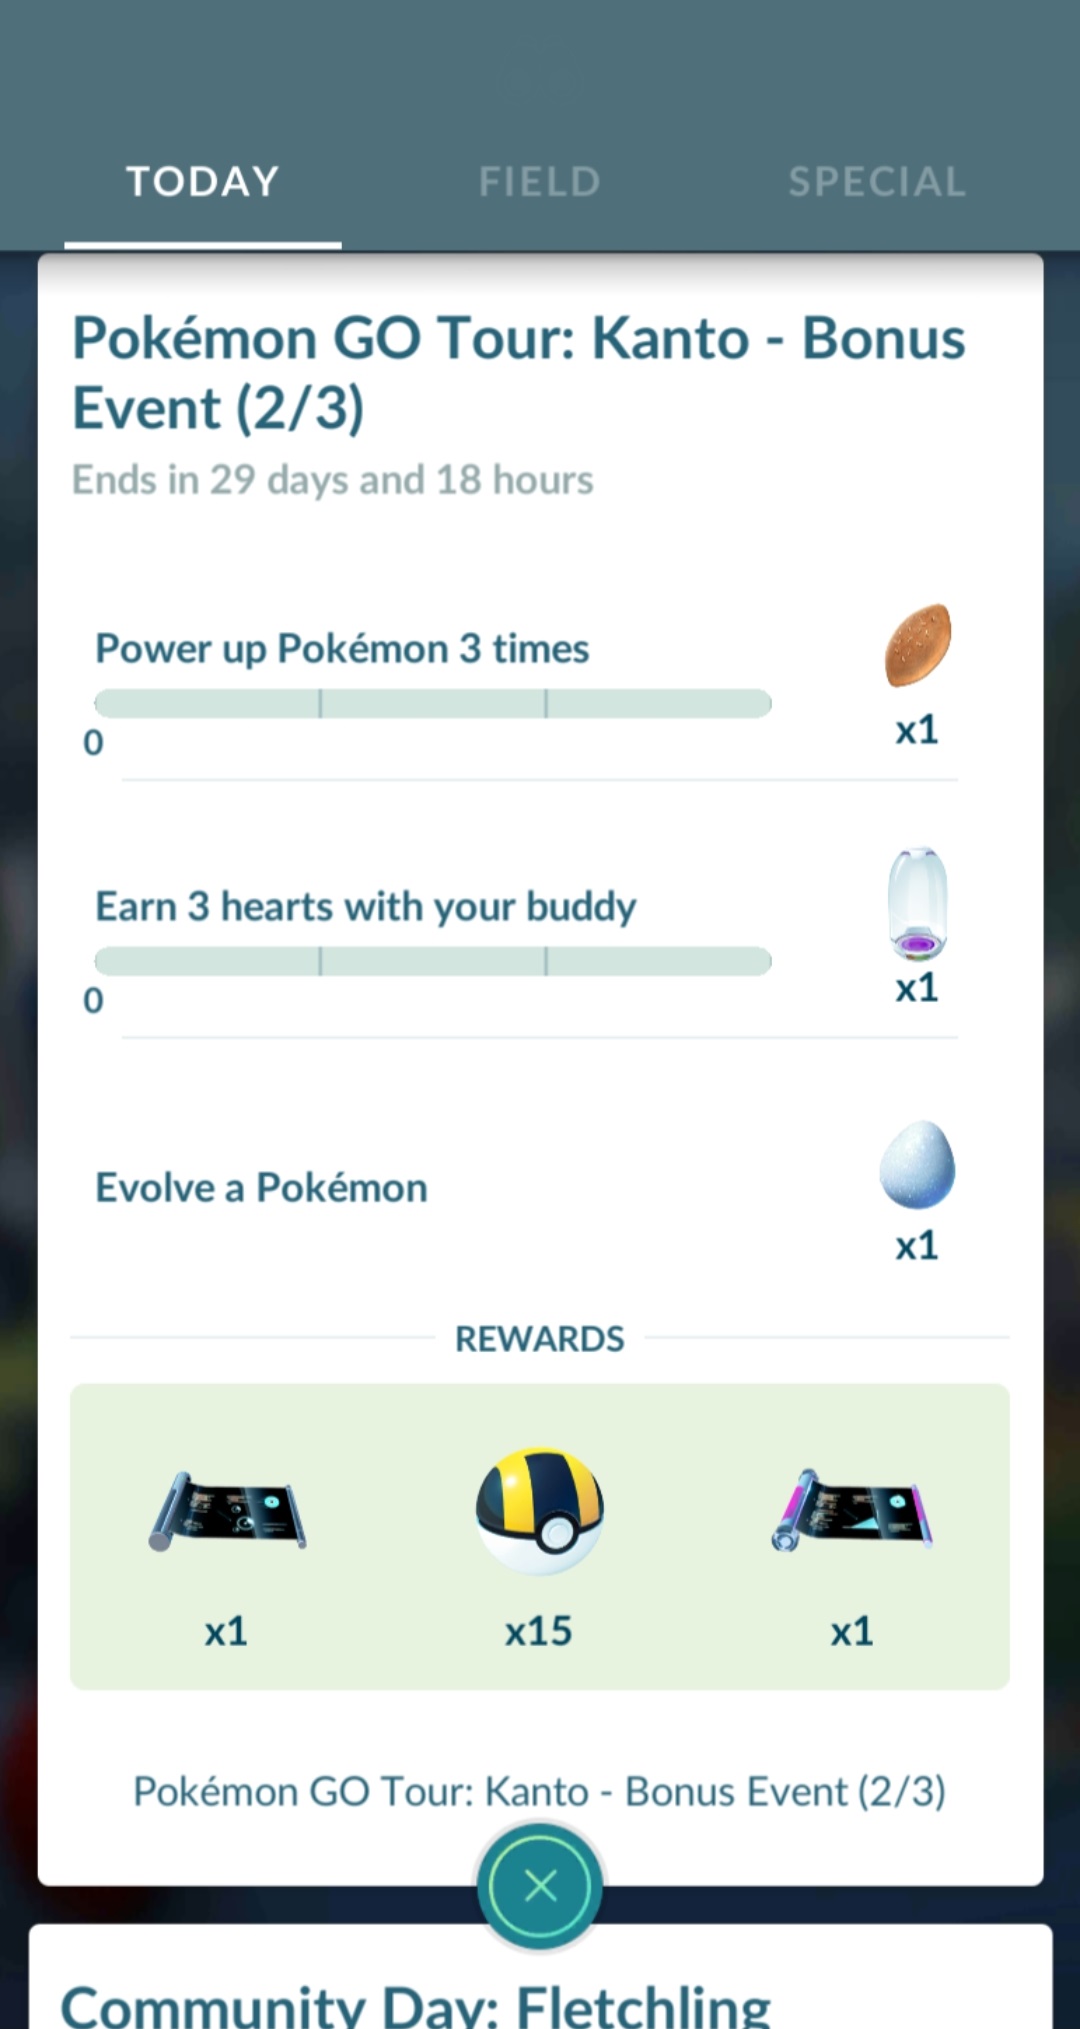 TODAY
FIELD
SPECIAL
Pokémon GO Tour: Kanto - Bonus
Event (2/3)
Ends in 29 days and 18 hours
Power up Pokémon 3 times
0
x1
Earn 3 hearts with your buddy
0
x1
Evolve a Pokémon
x1
REWARDS
x1
x15
x1
Pokémon GO Tour: Kanto - Bonus Event (2/3)
Community Day: Fletchling